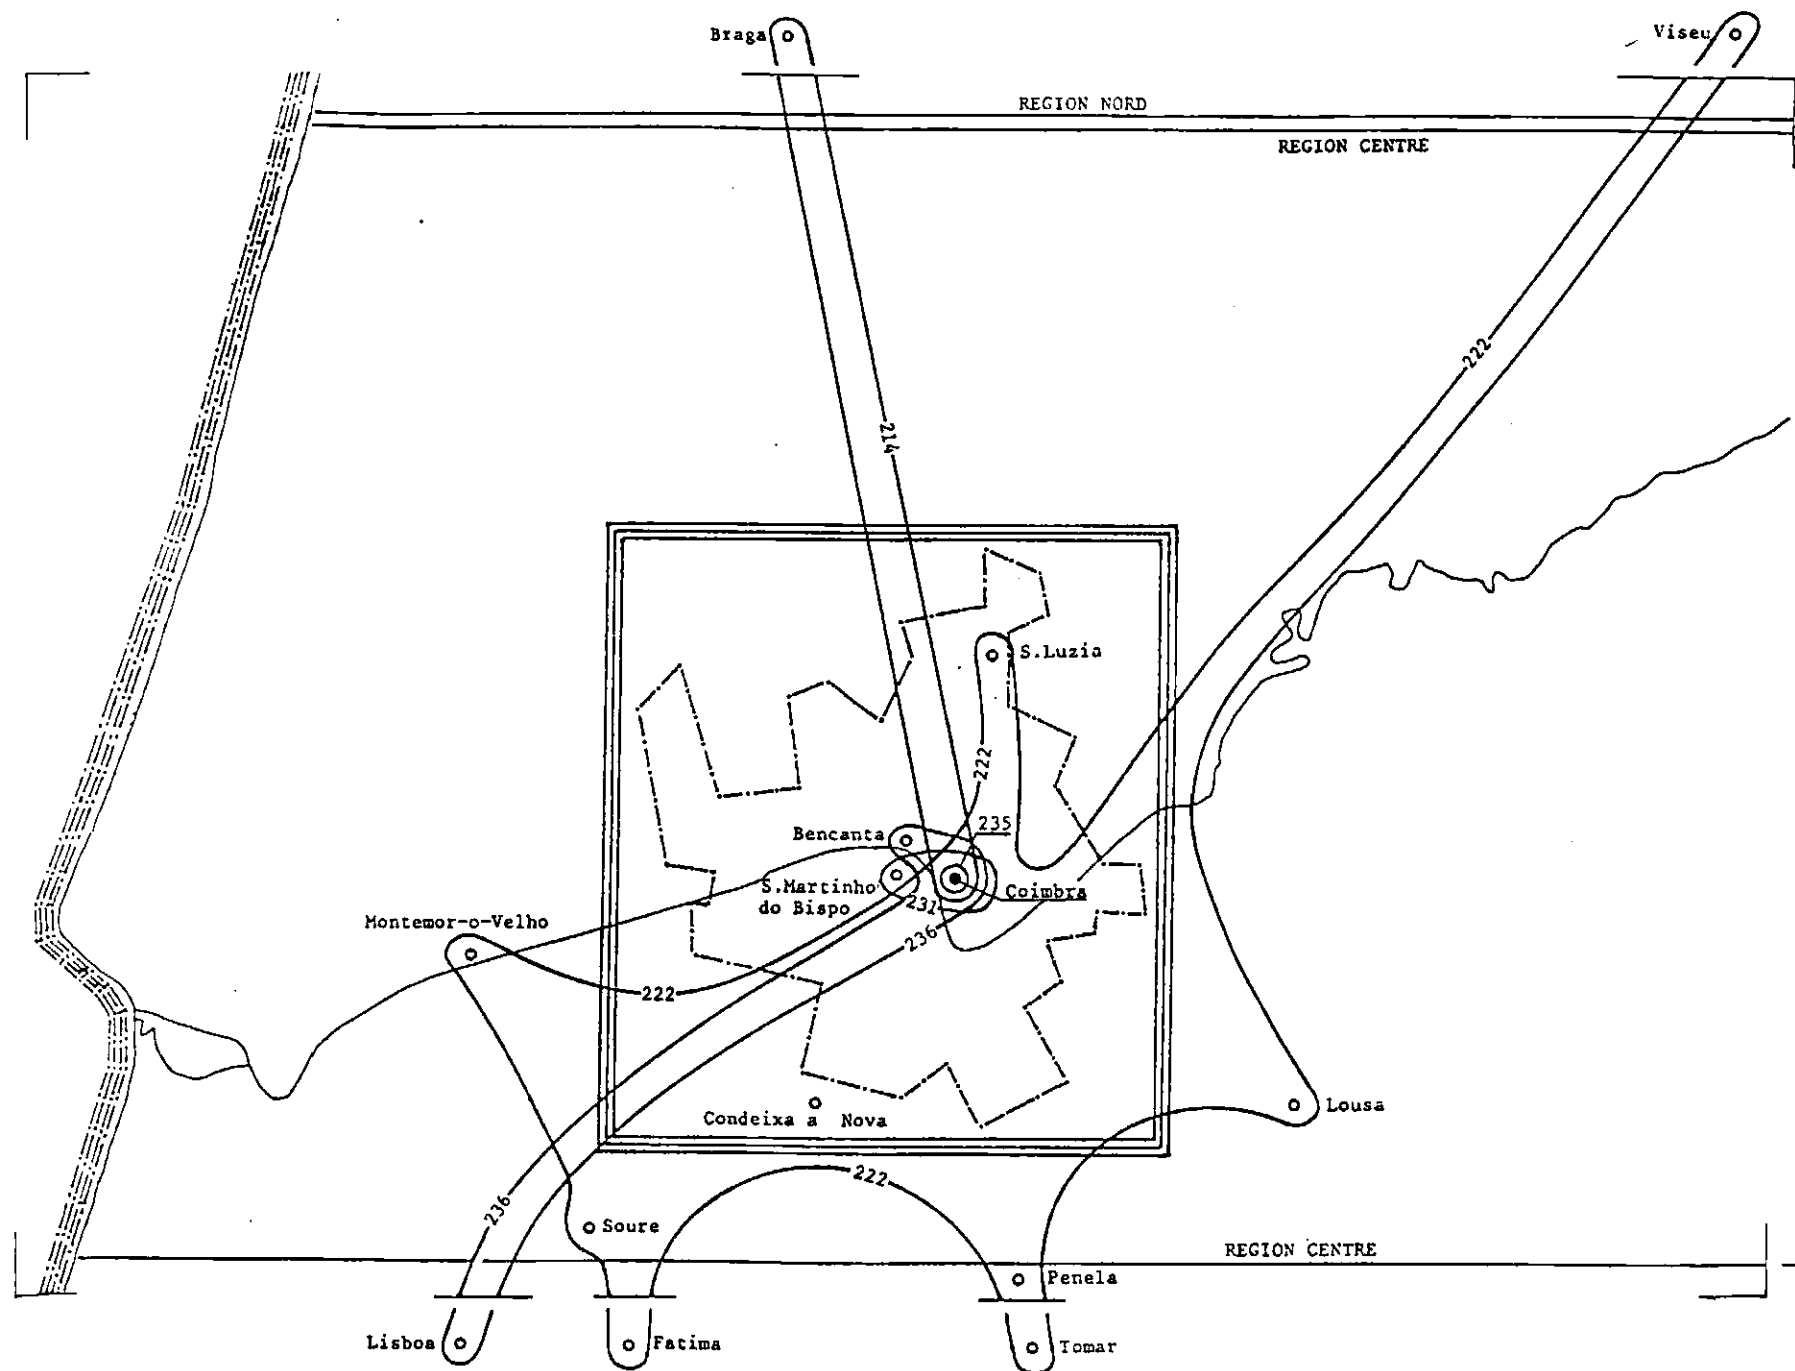 Braga
Viseu
REGION NORD
REGION CENTRE
222
214
S.Luzia
222
235
Bencanta
S.Martinho
do Bispo
Coimbra
231
236
Montemor-o-Velho
222
Lousa
Condeixa a Nova
222
236
Soure
REGION CENTRE
Penela
Lisboa
Fatima
Tomar